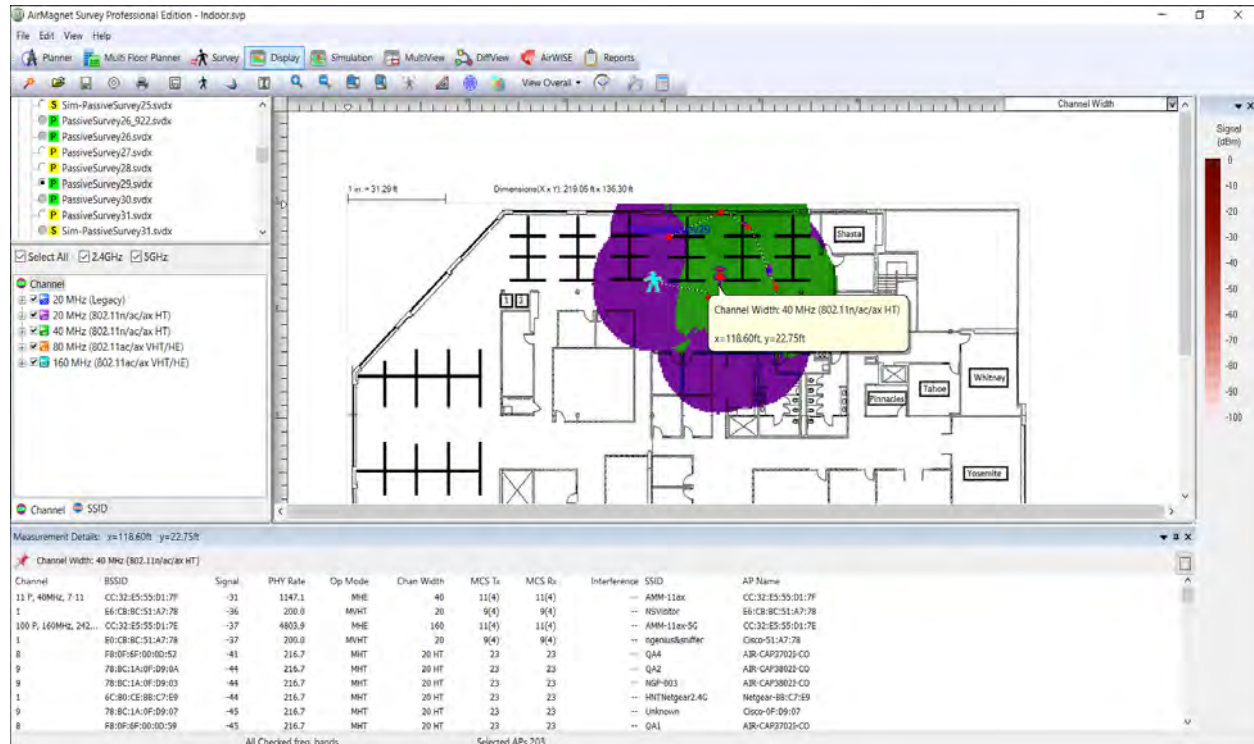 AirMagnet Survey Professional Edition - Indoor.svp
File Edit View Help
Planner Multi Floor Planner Survey Display Simulation MultiView DiffView AirWISE Reports
View Overall
S Sim-PassiveSurvey25.svdx
P PassiveSurvey26_922.svdx
P PassiveSurvey26.svdx
P PassiveSurvey27.svdx
P PassiveSurvey28.svdx
P PassiveSurvey29.svdx
P PassiveSurvey30.svdx
P PassiveSurvey31.svdx
S Sim-PassiveSurvey31.svdx
Select All 2.4GHz 5GHz
Channel
20 MHz (Legacy)
20 MHz (802.11n/ac/ax HT)
40 MHz (802.11n/ac/ax HT)
80 MHz (802.11ac/ax VHT/HE)
160 MHz (802.11ac/ax VHT/HE)
Channel SSID
Channel Width
1 in. = 31.29 ft Dimensions(X x Y): 219.05 ft x 136.30 ft
Shasta
1 2
Channel Width: 40 MHz (802.11n/ac/ax HT)
x=118.60ft, y=22.75ft
Whitney
Tahoe
Pinnacles
Yosemite
Signal
(dBm)
0
-10
-20
-30
-40
-50
-60
-70
-80
-90
-100
Measurement Details: x=118.60ft y=22.75ft
Channel Width: 40 MHz (802.11n/ac/ax HT)
Channel BSSID Signal PHY Rate Op Mode Chan Width MCS Tx MCS Rx Interference SSID AP Name
11 P, 40MHz, 7-11 CC:32:E5:55:D1:7F -31 1147.1 MHE 40 11(4) 11(4) -- AMM-11ax CC:32:E5:55:D1:7F
1 E6:CB:BC:51:A7:78 -36 200.0 MVHT 20 9(4) 9(4) -- NSVisitor E6:CB:BC:51:A7:78
100 P, 160MHz, 242... CC:32:E5:55:D1:7E -37 4803.9 MHE 160 11(4) 11(4) -- AMM-11ax-5G CC:32:E5:55:D1:7E
1 E0:CB:BC:51:A7:78 -37 200.0 MVHT 20 9(4) 9(4) -- ngenius&sniffer Cisco-51:A7:78
8 F8:0F:6F:00:0D:52 -41 216.7 MHT 20 HT 23 23 -- QA4 AIR-CAP3702I-CO
9 78:BC:1A:0F:D9:0A -44 216.7 MHT 20 HT 23 23 -- QA2 AIR-CAP3802I-CO
9 78:BC:1A:0F:D9:03 -44 216.7 MHT 20 HT 23 23 -- NGP-003 AIR-CAP3802I-CO
1 6C:B0:CE:8B:C7:E9 -44 216.7 MHT 20 HT 23 23 -- HNTNetgear2.4G Netgear-8B:C7:E9
9 78:BC:1A:0F:D9:07 -45 216.7 MHT 20 HT 23 23 -- Unknown Cisco-0F:D9:07
8 F8:0F:6F:00:0D:59 -45 216.7 MHT 20 HT 23 23 -- QA1 AIR-CAP3702I-CO
All Checked freq. bands Selected APs 203